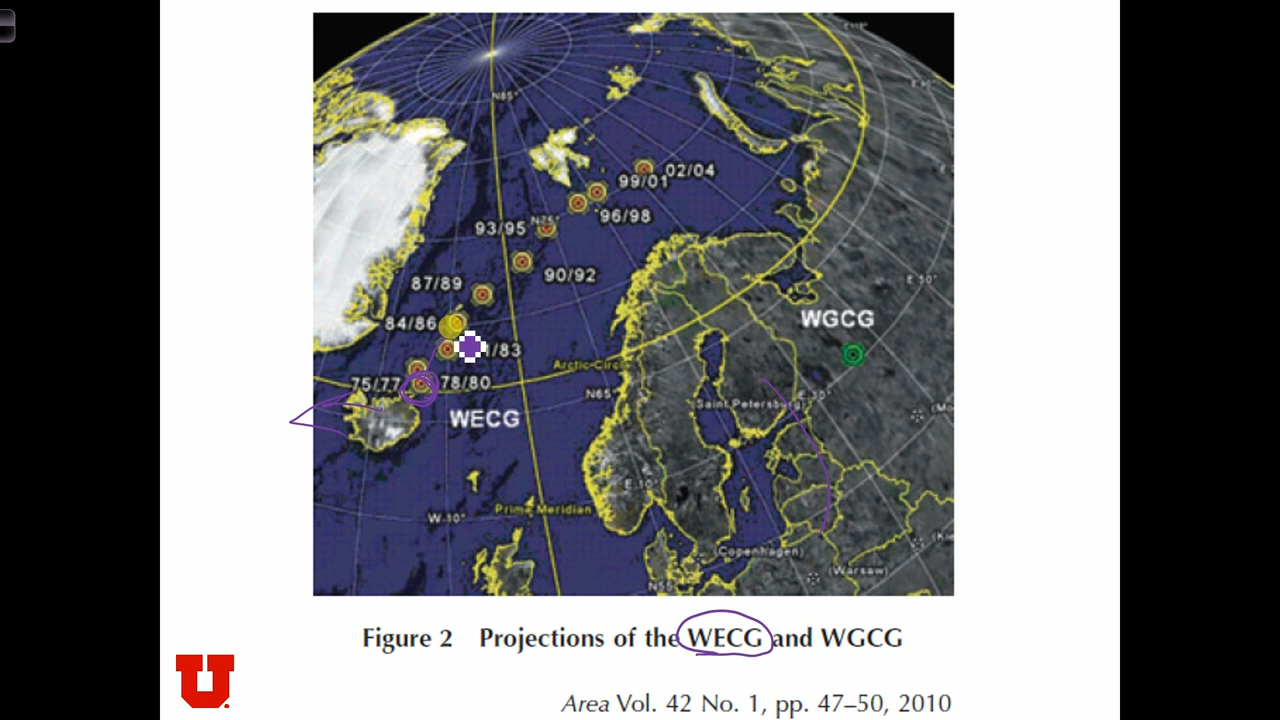 N85°
02/04
99/01
96/98
93/95
N75°
90/92
87/89
E 50°
WGCG
84/86
/83
Arctic Circle
75/77
78/80
N65°
E 30°
Saint Petersburg)
(Mo
WECG
E 10°
W 10°
Prime Meridian
(Kie
(Copenhagen)
(Warsaw)
N55
Figure 2 Projections of the WECG and WGCG
U
Area Vol. 42 No. 1, pp. 47–50, 2010